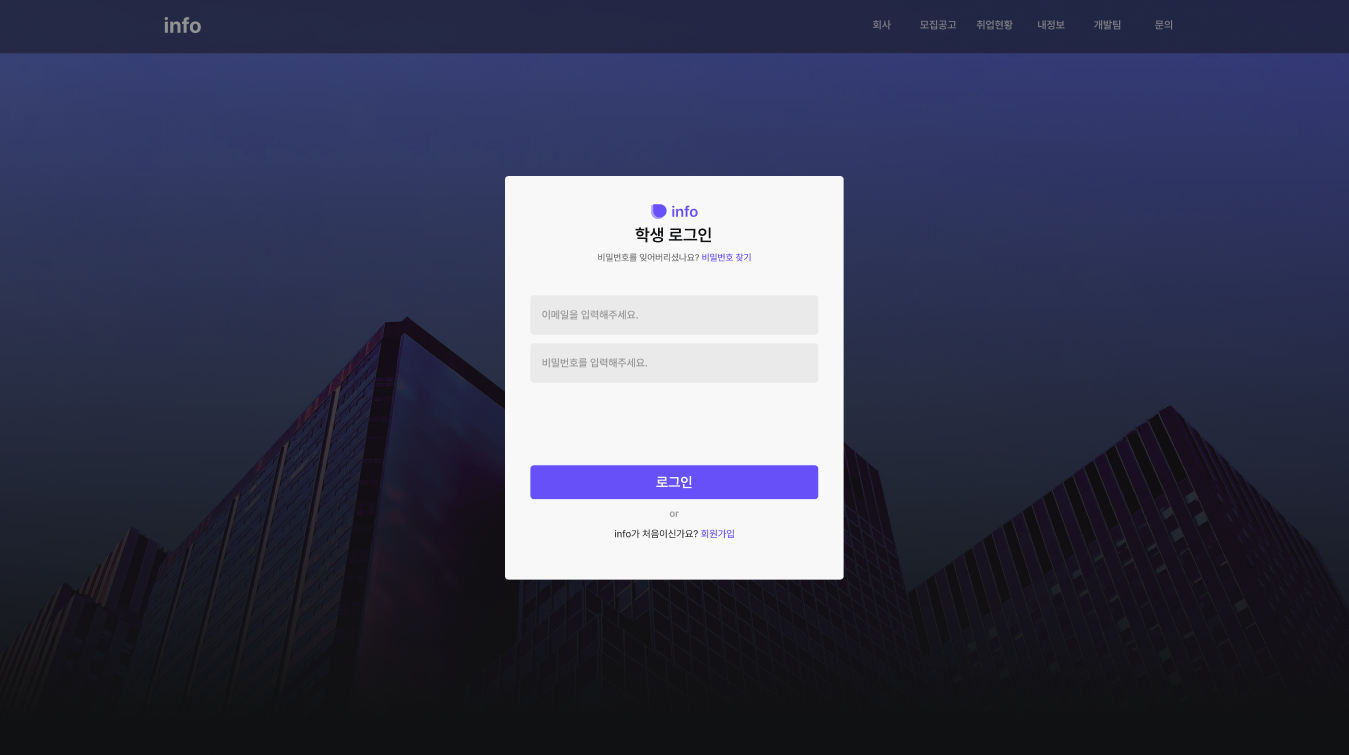 info
회사 모집공고 취업현황 내정보 개발팀 문의
info
학생 로그인
비밀번호를 잊어버리셨나요? 비밀번호 찾기
이메일을 입력해주세요.
비밀번호를 입력해주세요.
로그인
or
info가 처음이신가요? 회원가입